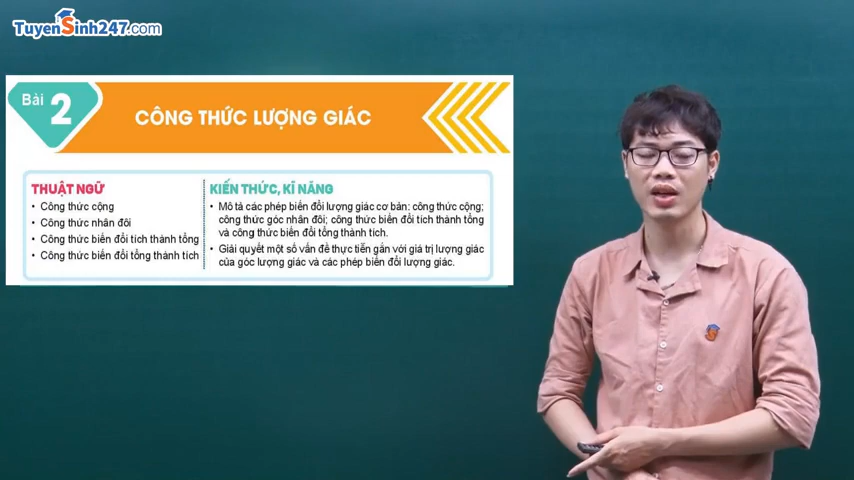 TuyenSinh247.com
Bài 2
CÔNG THỨC LƯỢNG GIÁC
THUẬT NGỮ
• Công thức cộng
• Công thức nhân đôi
• Công thức biến đổi tích thành tổng
• Công thức biến đổi tổng thành tích
KIẾN THỨC, KĨ NĂNG
• Mô tả các phép biến đổi lượng giác cơ bản: công thức cộng;
công thức góc nhân đôi; công thức biến đổi tích thành tổng
và công thức biến đổi tổng thành tích.
• Giải quyết một số vấn đề thực tiễn gắn với giá trị lượng giác
của góc lượng giác và các phép biến đổi lượng giác.